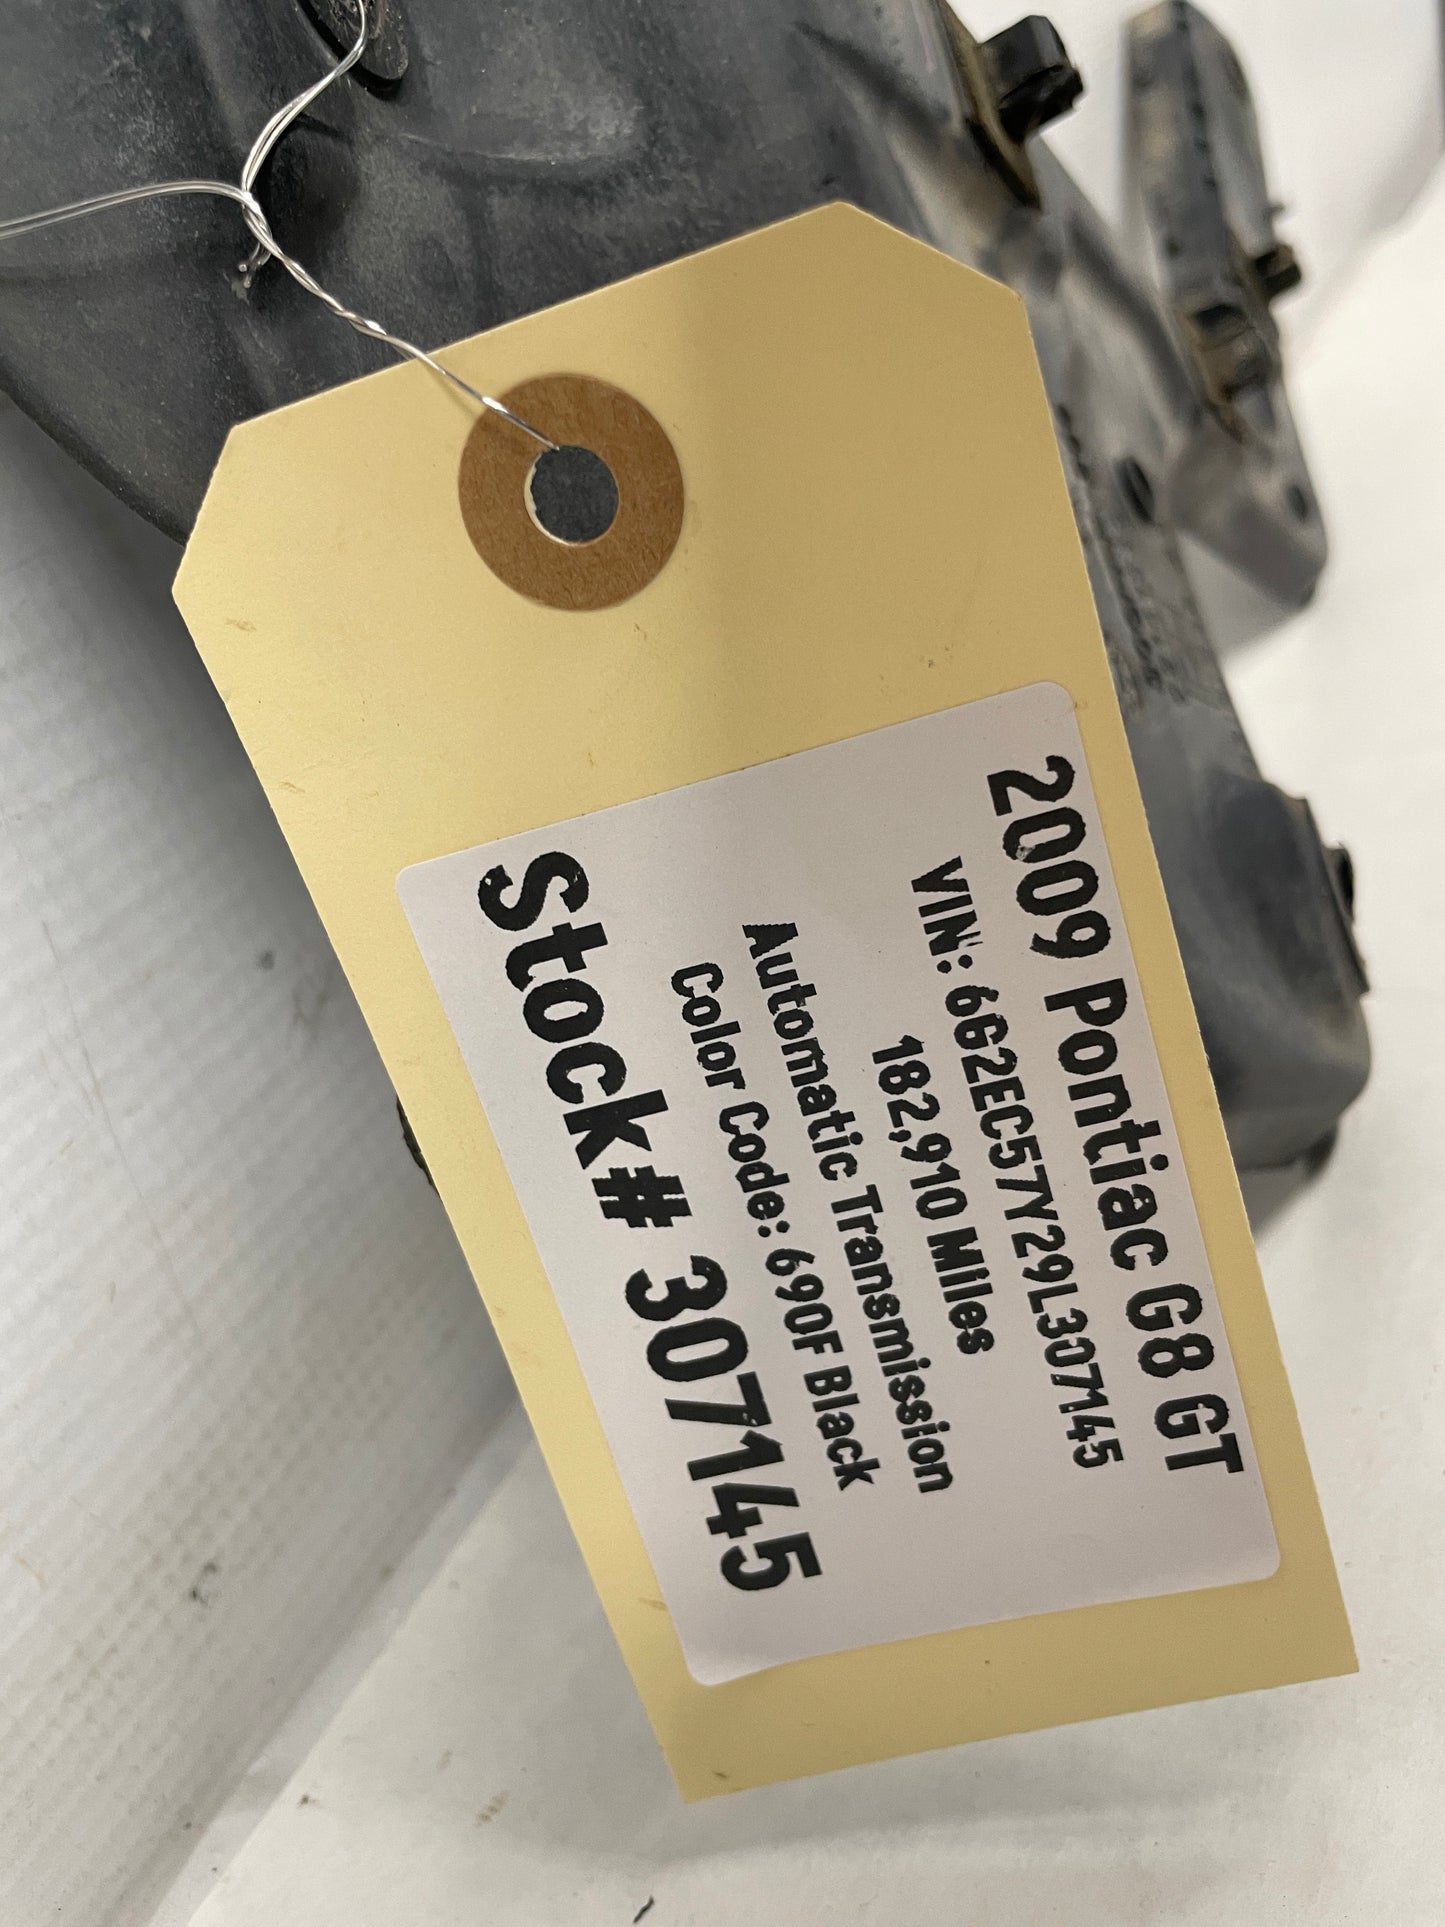 2009 Pontiac G8 GT
VIN: 6G2EC57Y29L307145
182,910 Miles
Automatic Transmission
Color Code: 690F Black
Stock# 307145